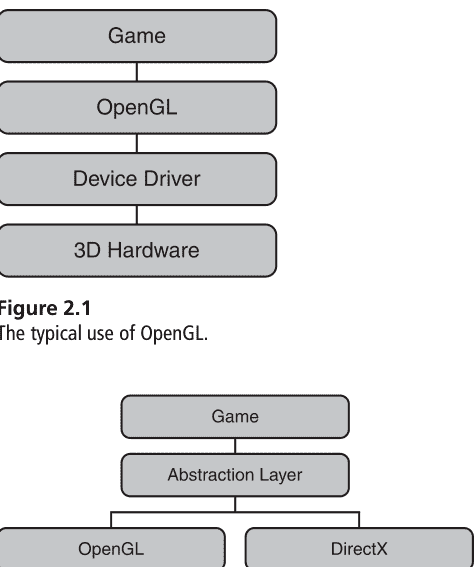 Game
OpenGL
Device Driver
3D Hardware
Figure 2.1
The typical use of OpenGL.
Game
Abstraction Layer
OpenGL
DirectX